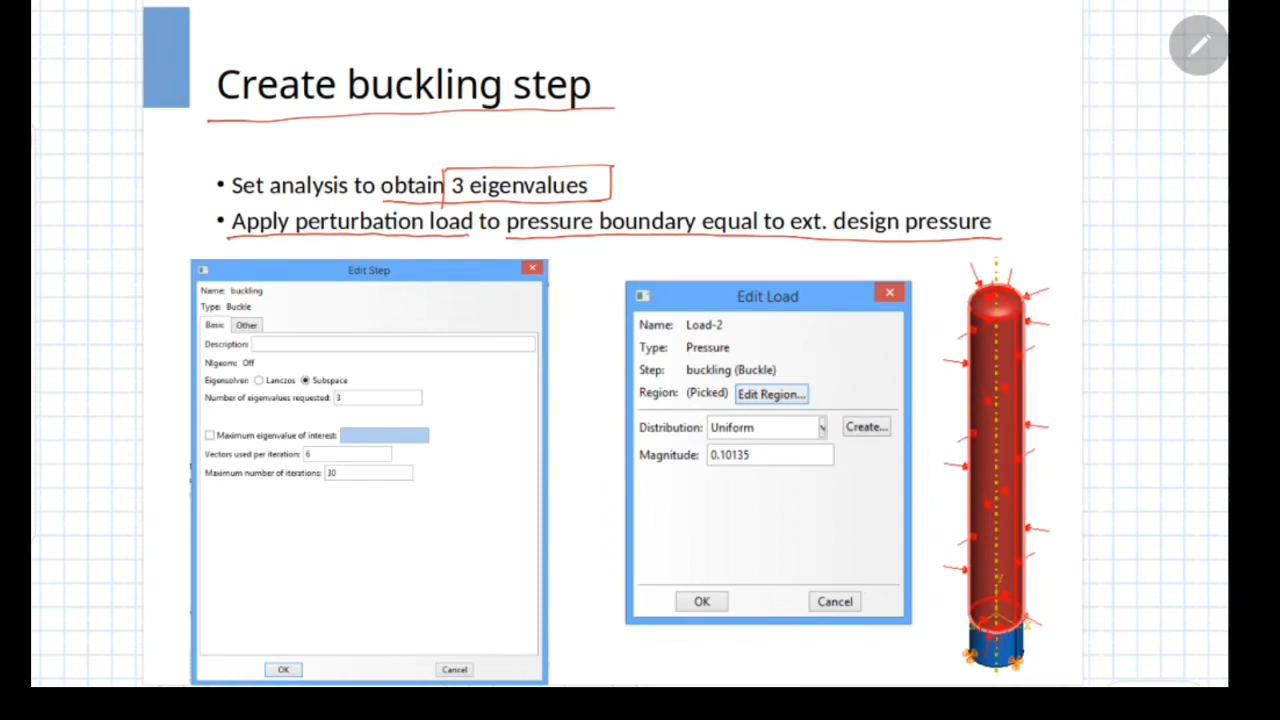 Create buckling step
• Set analysis to obtain 3 eigenvalues
• Apply perturbation load to pressure boundary equal to ext. design pressure
Edit Step
Name: buckling
Type: Buckle
Basic Other
Description:
Nlgeom: Off
Eigensolver: Lanczos Subspace
Number of eigenvalues requested: 3
Maximum eigenvalue of interest:
Vectors used per iteration: 6
Maximum number of iterations: 30
OK Cancel
Edit Load
Name: Load-2
Type: Pressure
Step: buckling (Buckle)
Region: (Picked) Edit Region...
Distribution: Uniform Create...
Magnitude: 0.10135
OK Cancel